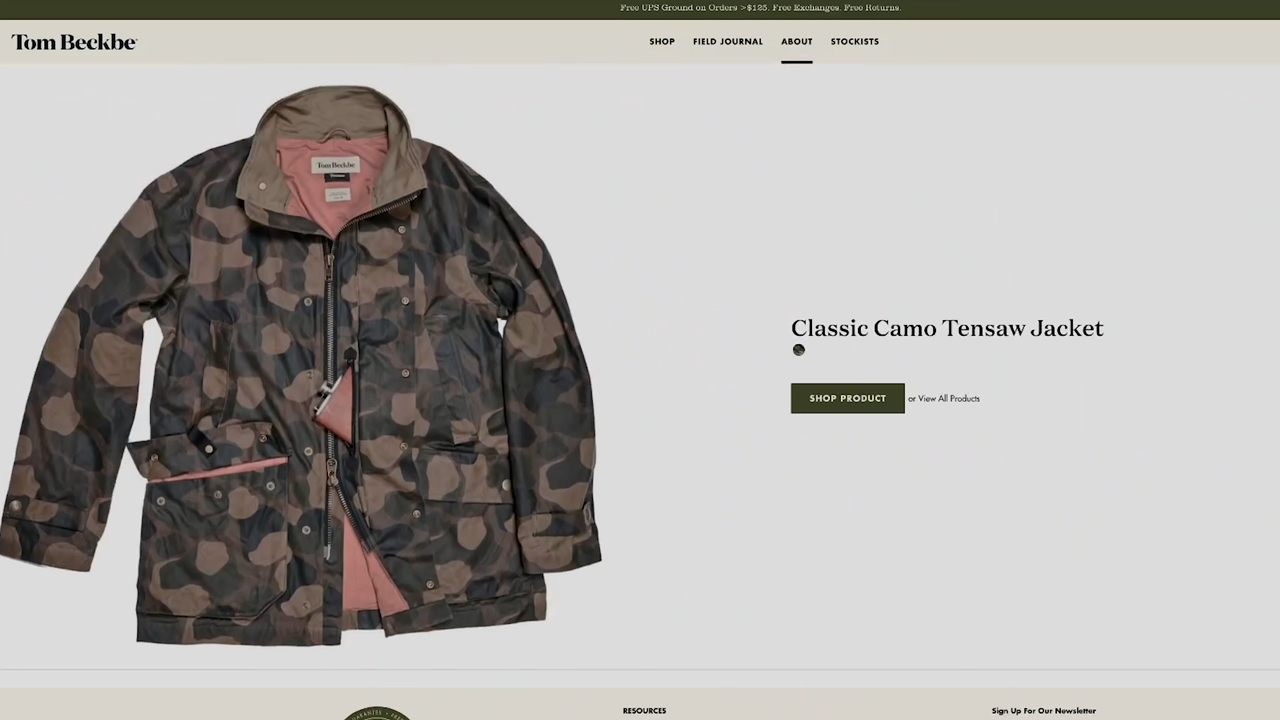 Free UPS Ground on Orders >$125. Free Exchanges. Free Returns.
Tom Beckbe
SHOP FIELD JOURNAL ABOUT STOCKISTS
Tom Beckbe
Classic Camo Tensaw Jacket
SHOP PRODUCT or View All Products
RESOURCES
Sign Up For Our Newsletter